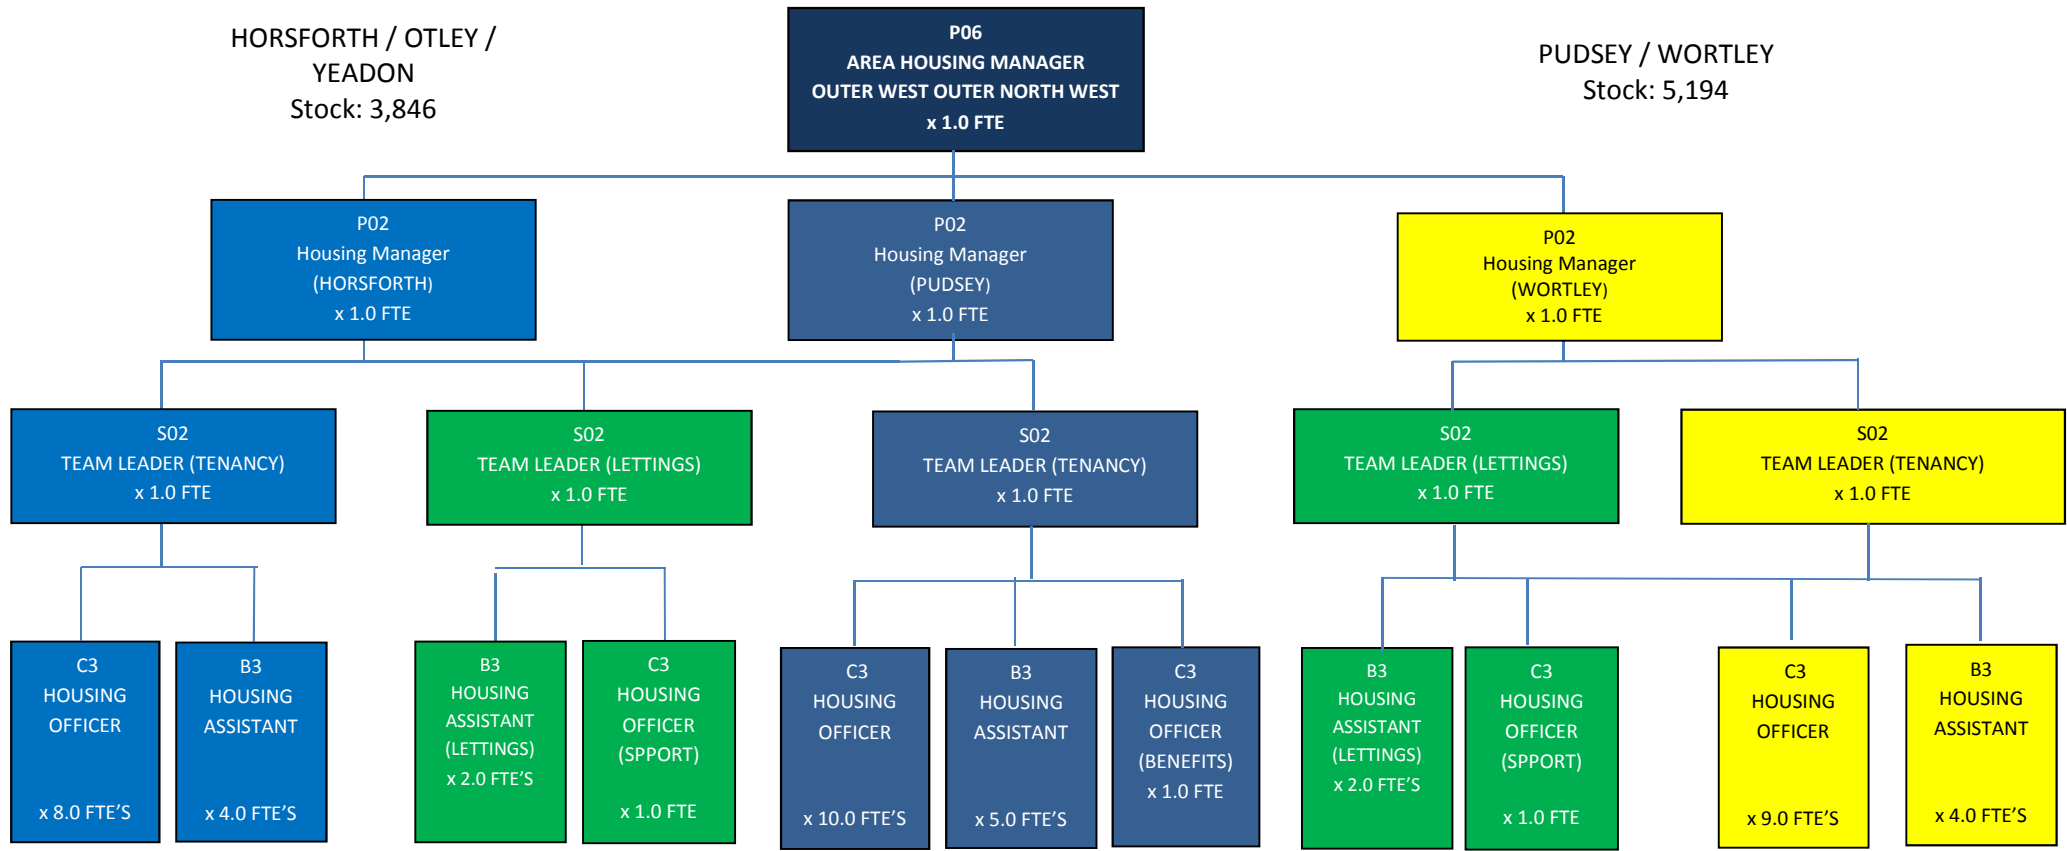 HORSFORTH / OTLEY /
YEADON
Stock: 3,846
P06
AREA HOUSING MANAGER
OUTER WEST OUTER NORTH WEST
x 1.0 FTE
PUDSEY / WORTLEY
Stock: 5,194
P02
Housing Manager
(HORSFORTH)
x 1.0 FTE
P02
Housing Manager
(PUDSEY)
x 1.0 FTE
P02
Housing Manager
(WORTLEY)
x 1.0 FTE
S02
TEAM LEADER (TENANCY)
x 1.0 FTE
S02
TEAM LEADER (LETTINGS)
x 1.0 FTE
S02
TEAM LEADER (TENANCY)
x 1.0 FTE
S02
TEAM LEADER (LETTINGS)
x 1.0 FTE
S02
TEAM LEADER (TENANCY)
x 1.0 FTE
C3
HOUSING
OFFICER
x 8.0 FTE’S
B3
HOUSING
ASSISTANT
x 4.0 FTE’S
B3
HOUSING
ASSISTANT
(LETTINGS)
x 2.0 FTE’S
C3
HOUSING
OFFICER
(SPPORT)
x 1.0 FTE
C3
HOUSING
OFFICER
x 10.0 FTE’S
B3
HOUSING
ASSISTANT
x 5.0 FTE’S
C3
HOUSING
OFFICER
(BENEFITS)
x 1.0 FTE
B3
HOUSING
ASSISTANT
(LETTINGS)
x 2.0 FTE’S
C3
HOUSING
OFFICER
(SPPORT)
x 1.0 FTE
C3
HOUSING
OFFICER
x 9.0 FTE’S
B3
HOUSING
ASSISTANT
x 4.0 FTE’S